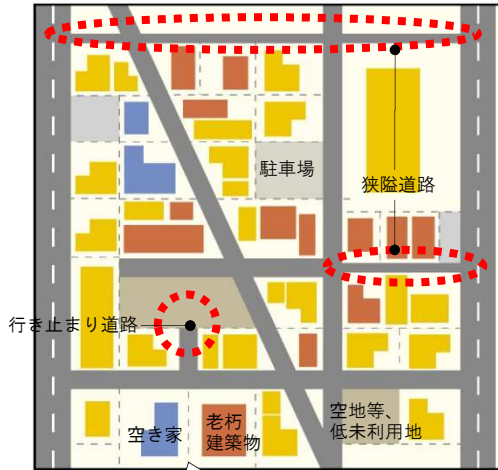 駐車場
狭隘道路
行き止まり道路
空き家
老朽
建築物
空地等、
低未利用地